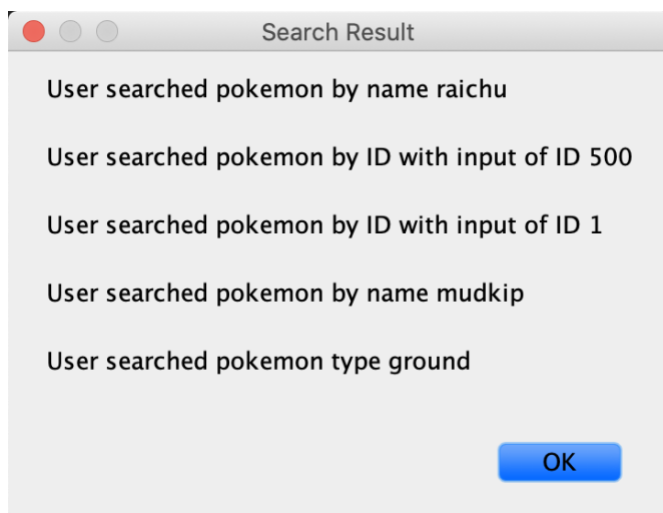 Search Result
User searched pokemon by name raichu
User searched pokemon by ID with input of ID 500
User searched pokemon by ID with input of ID 1
User searched pokemon by name mudkip
User searched pokemon type ground
OK